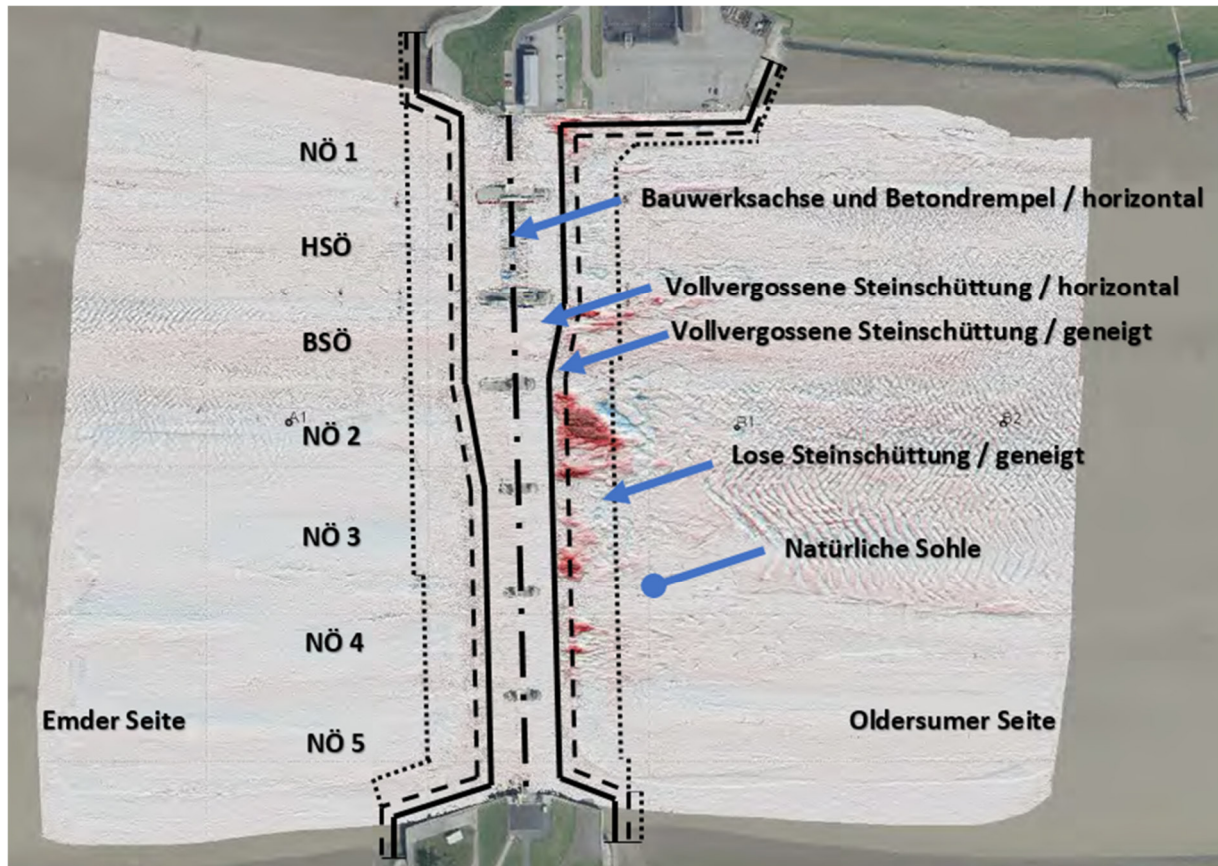 NÖ 1
Bauwerksachse und Betondrempel / horizontal
HSÖ
Vollvergossene Steinschüttung / horizontal
Vollvergossene Steinschüttung / geneigt
BSÖ
A1
NÖ 2
B1
B2
Lose Steinschüttung / geneigt
NÖ 3
Natürliche Sohle
NÖ 4
Emder Seite
Oldersumer Seite
NÖ 5